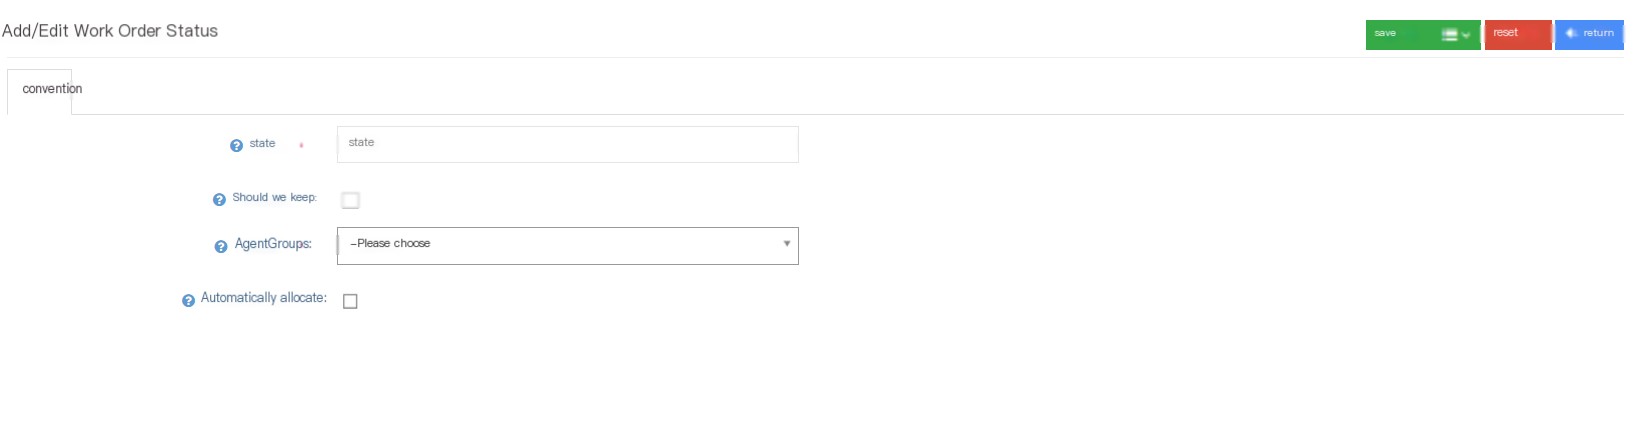 Add/Edit Work Order Status
save
reset
return
convention
state *
state
Should we keep:
AgentGroups:
-Please choose
Automatically allocate: